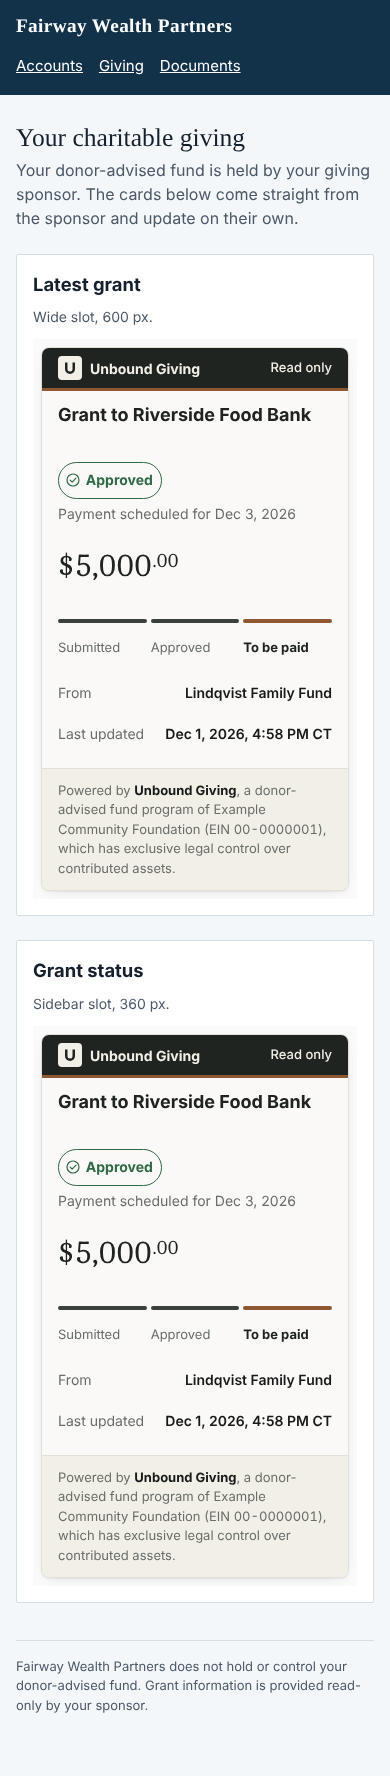 Fairway Wealth Partners
Accounts Giving Documents
Your charitable giving
Your donor-advised fund is held by your giving
sponsor. The cards below come straight from
the sponsor and update on their own.
Latest grant
Wide slot, 600 px.
U Unbound Giving Read only
Grant to Riverside Food Bank
Approved
Payment scheduled for Dec 3, 2026
$5,000.00
Submitted Approved To be paid
From Lindqvist Family Fund
Last updated Dec 1, 2026, 4:58 PM CT
Powered by Unbound Giving, a donor-
advised fund program of Example
Community Foundation (EIN 00-0000001),
which has exclusive legal control over
contributed assets.
Grant status
Sidebar slot, 360 px.
U Unbound Giving Read only
Grant to Riverside Food Bank
Approved
Payment scheduled for Dec 3, 2026
$5,000.00
Submitted Approved To be paid
From Lindqvist Family Fund
Last updated Dec 1, 2026, 4:58 PM CT
Powered by Unbound Giving, a donor-
advised fund program of Example
Community Foundation (EIN 00-0000001),
which has exclusive legal control over
contributed assets.
Fairway Wealth Partners does not hold or control your
donor-advised fund. Grant information is provided read-
only by your sponsor.